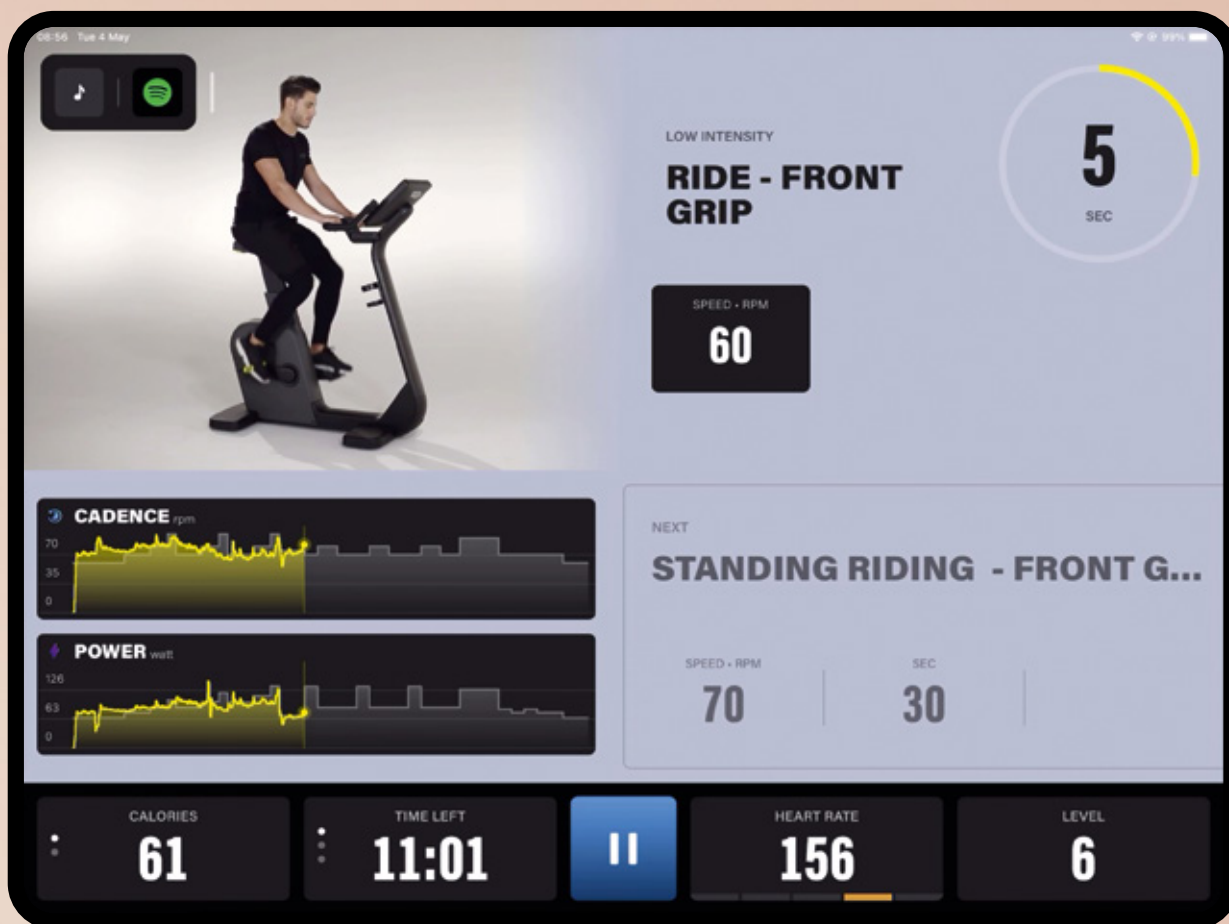 08:56 Tue 4 May
99%
LOW INTENSITY
RIDE - FRONT
GRIP
5
SEC
SPEED • RPM
60
CADENCE rpm
70
35
0
POWER watt
126
63
0
NEXT
STANDING RIDING - FRONT G...
SPEED • RPM
70
SEC
30
CALORIES
61
TIME LEFT
11:01
HEART RATE
156
LEVEL
6